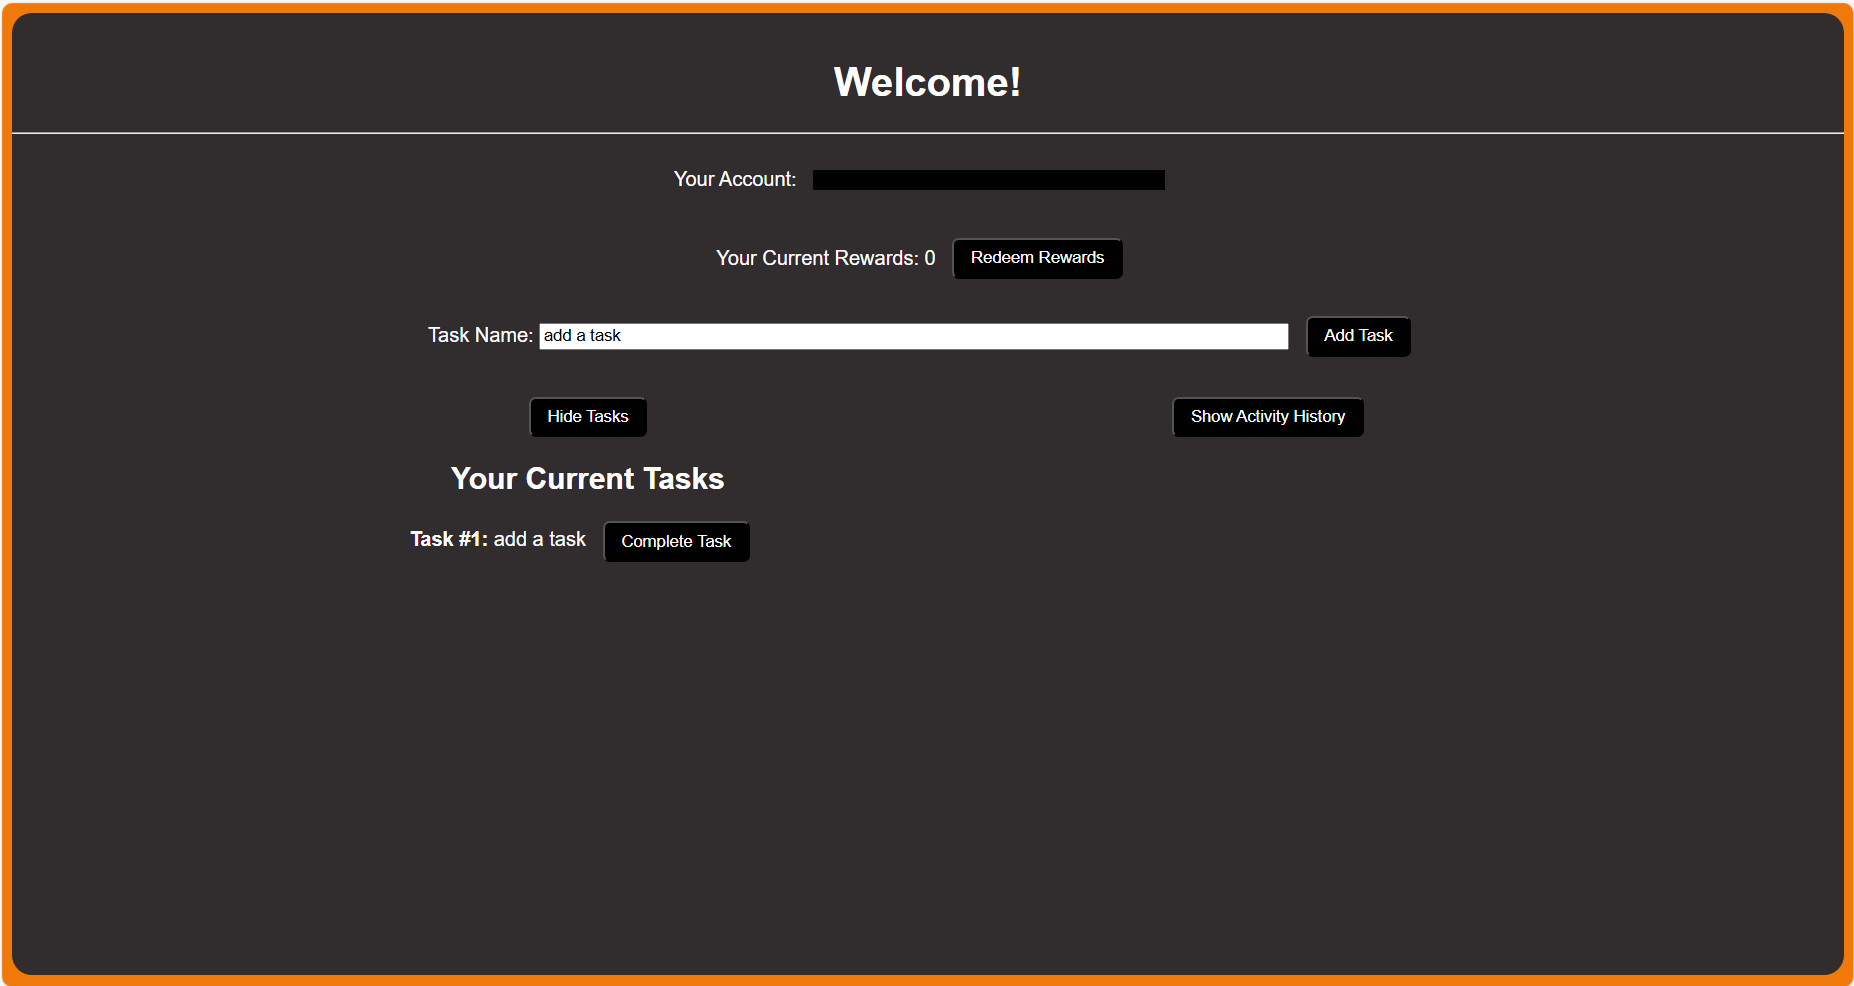 Welcome!
Your Account:
Your Current Rewards: 0 Redeem Rewards
Task Name: add a task Add Task
Hide Tasks Show Activity History
Your Current Tasks
Task #1: add a task Complete Task